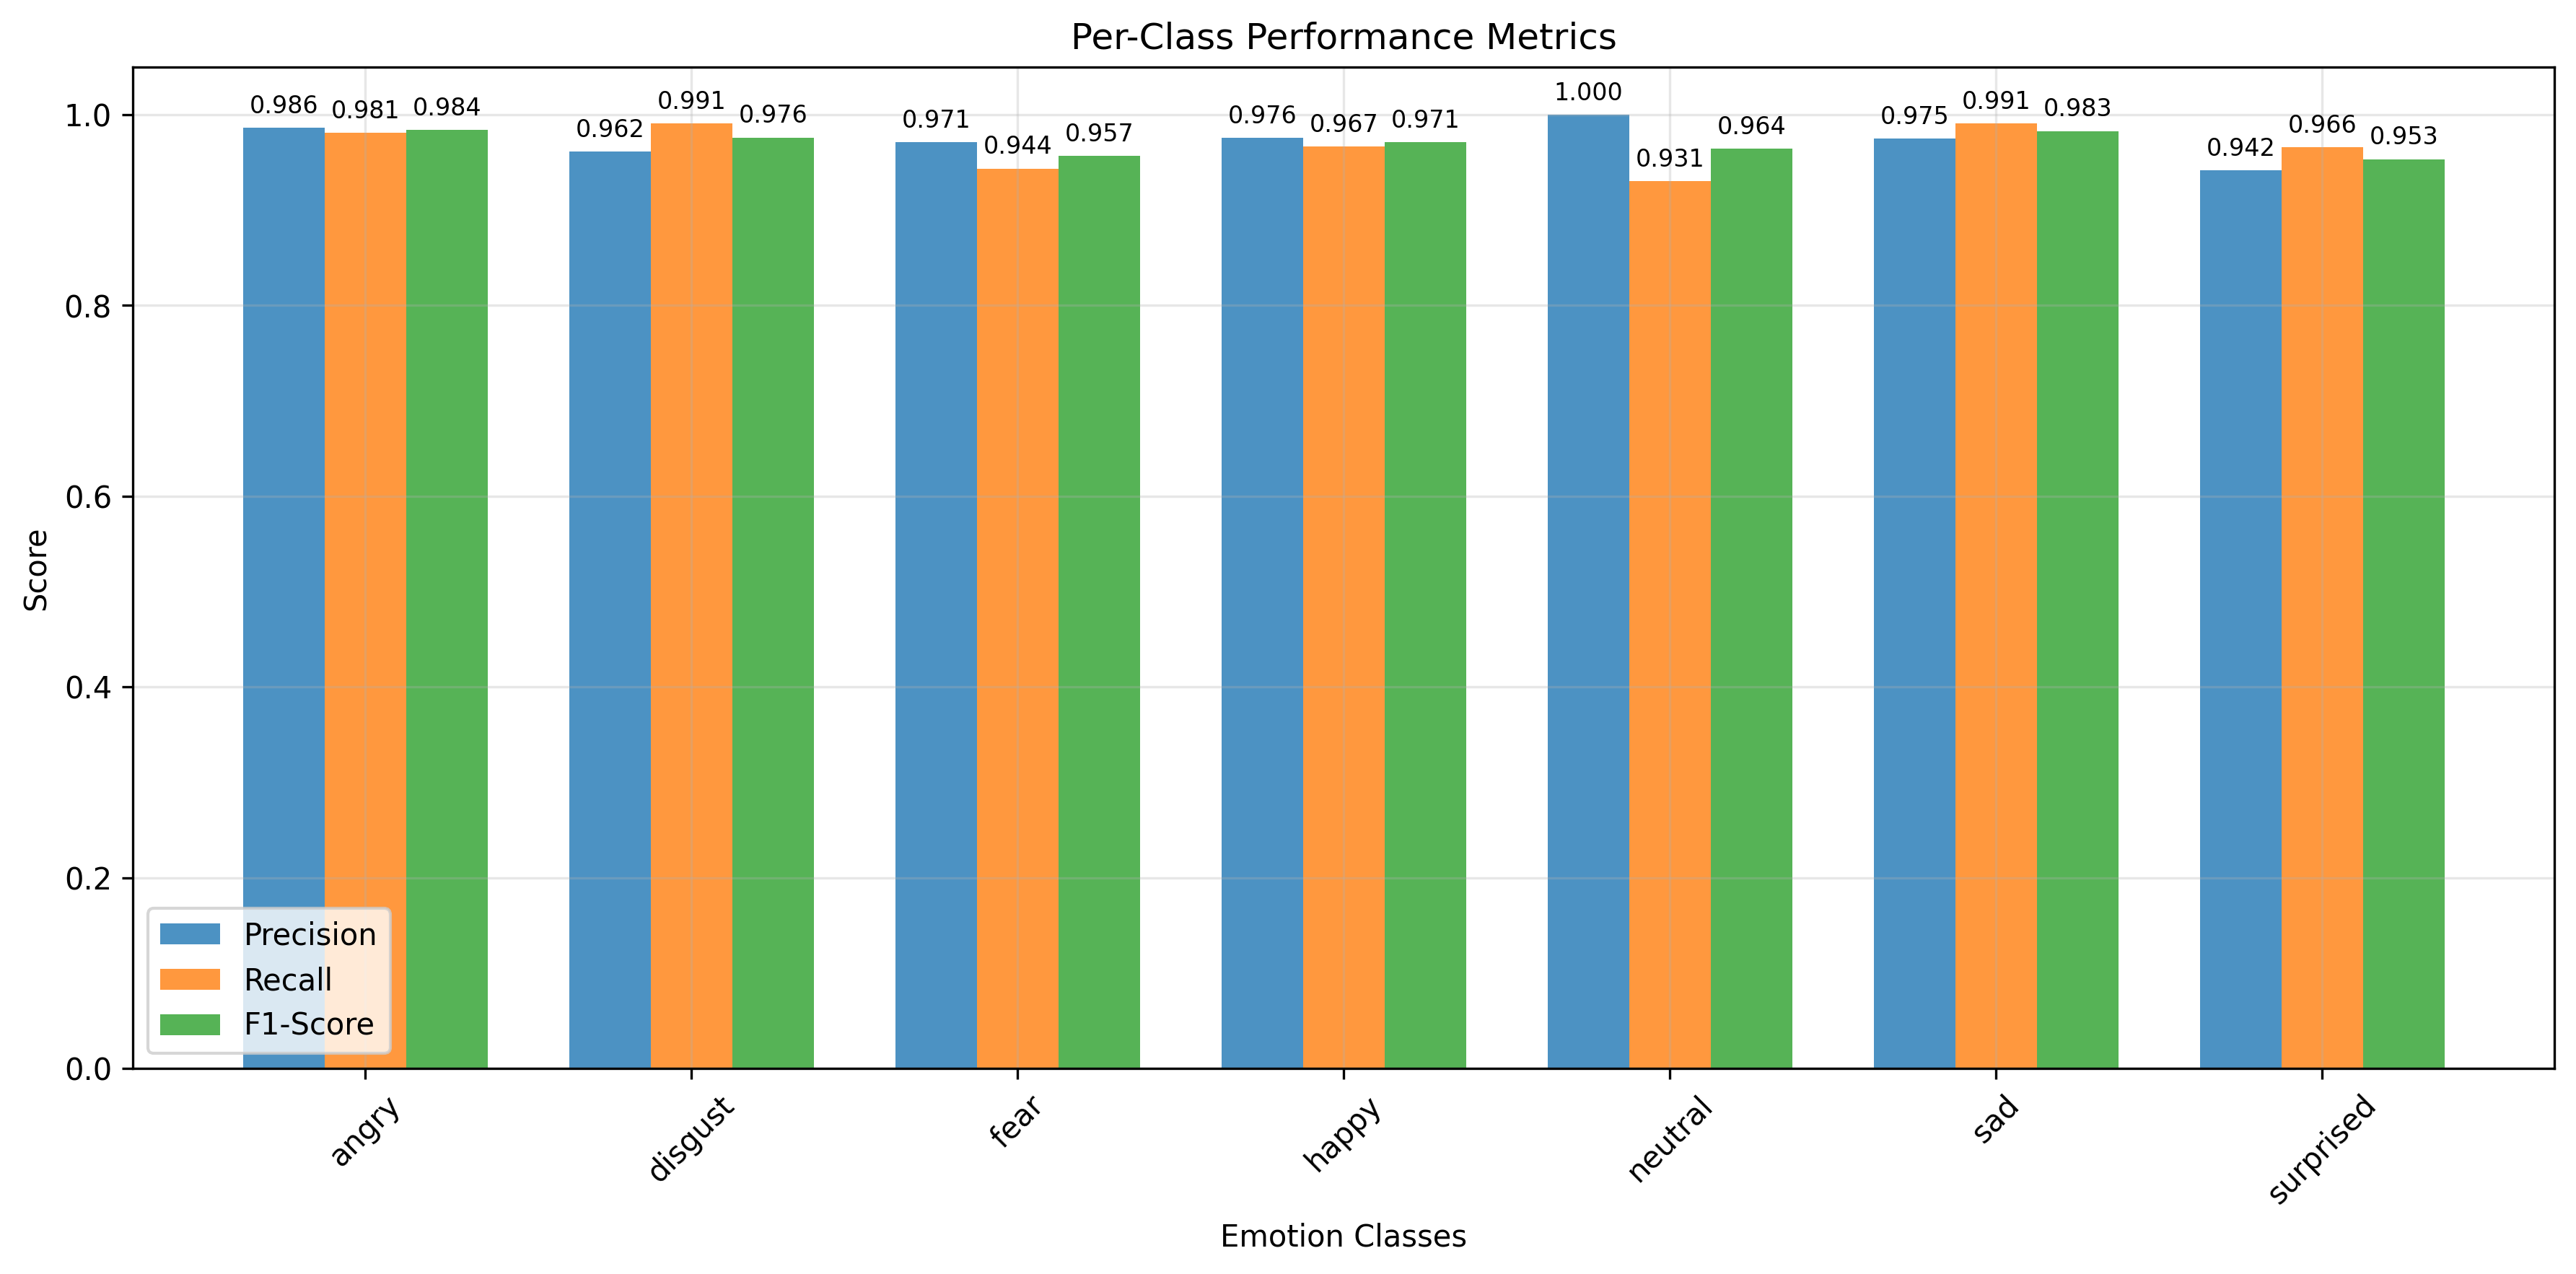 Per-Class Performance Metrics
0.986 0.981 0.984 0.962 0.991 0.976 0.971 0.944 0.957 0.976 0.967 0.971 1.000 0.931 0.964 0.975 0.991 0.983 0.942 0.966 0.953
1.0
0.8
0.6
0.4
0.2
0.0
Score
Precision
Recall
F1-Score
angry disgust fear happy neutral sad surprised
Emotion Classes